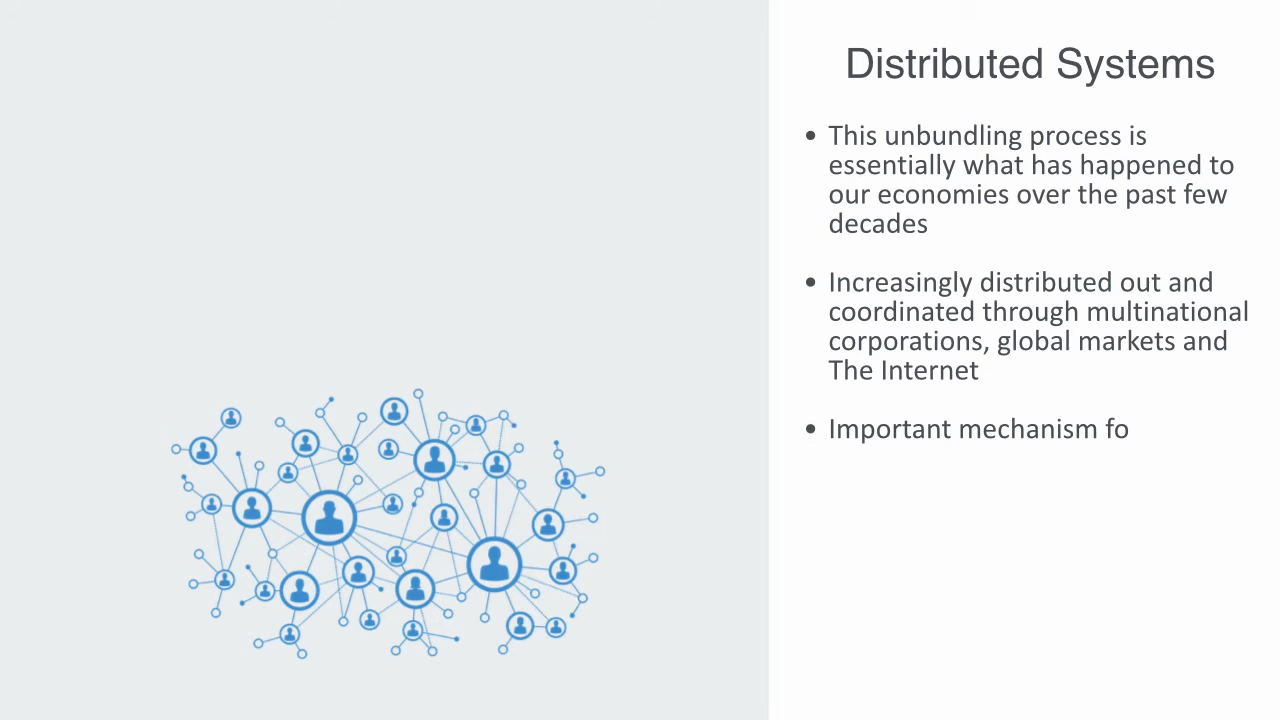 Distributed Systems
• This unbundling process is
essentially what has happened to
our economies over the past few
decades
• Increasingly distributed out and
coordinated through multinational
corporations, global markets and
The Internet
• Important mechanism fo